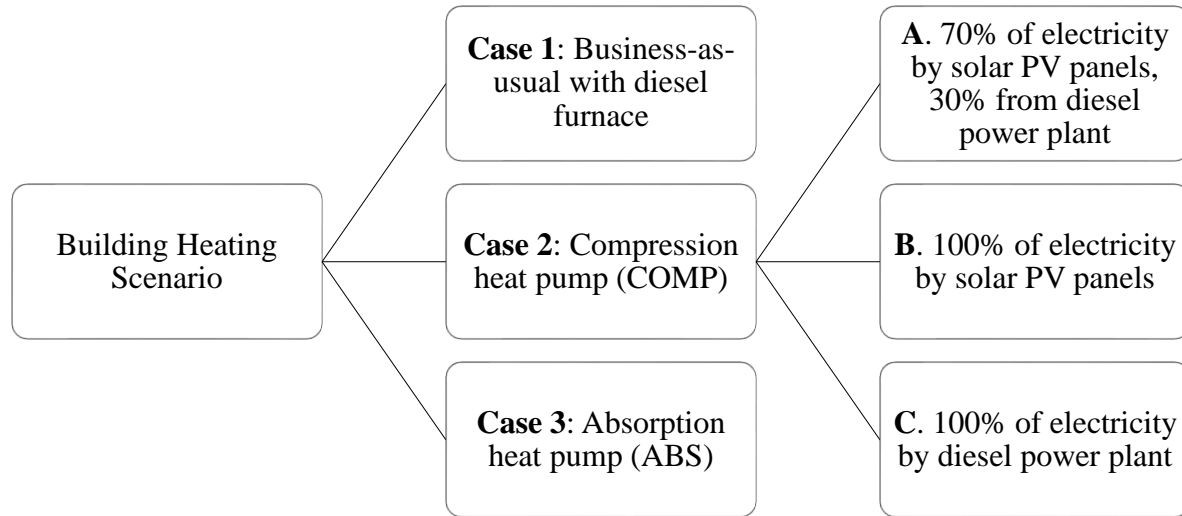 Building Heating
Scenario
Case 1: Business-as-
usual with diesel
furnace
Case 2: Compression
heat pump (COMP)
Case 3: Absorption
heat pump (ABS)
A. 70% of electricity
by solar PV panels,
30% from diesel
power plant
B. 100% of electricity
by solar PV panels
C. 100% of electricity
by diesel power plant